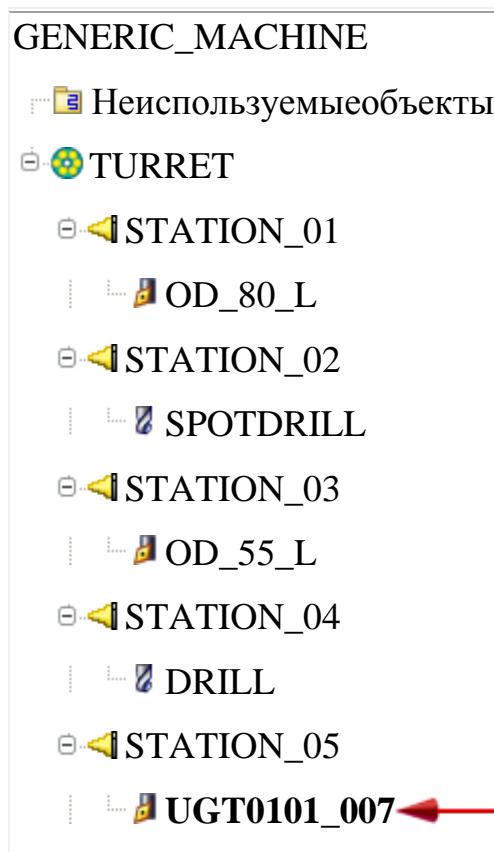 GENERIC_MACHINE
Неиспользуемыеобъекты
TURRET
STATION_01
OD_80_L
STATION_02
SPOTDRILL
STATION_03
OD_55_L
STATION_04
DRILL
STATION_05
UGT0101_007